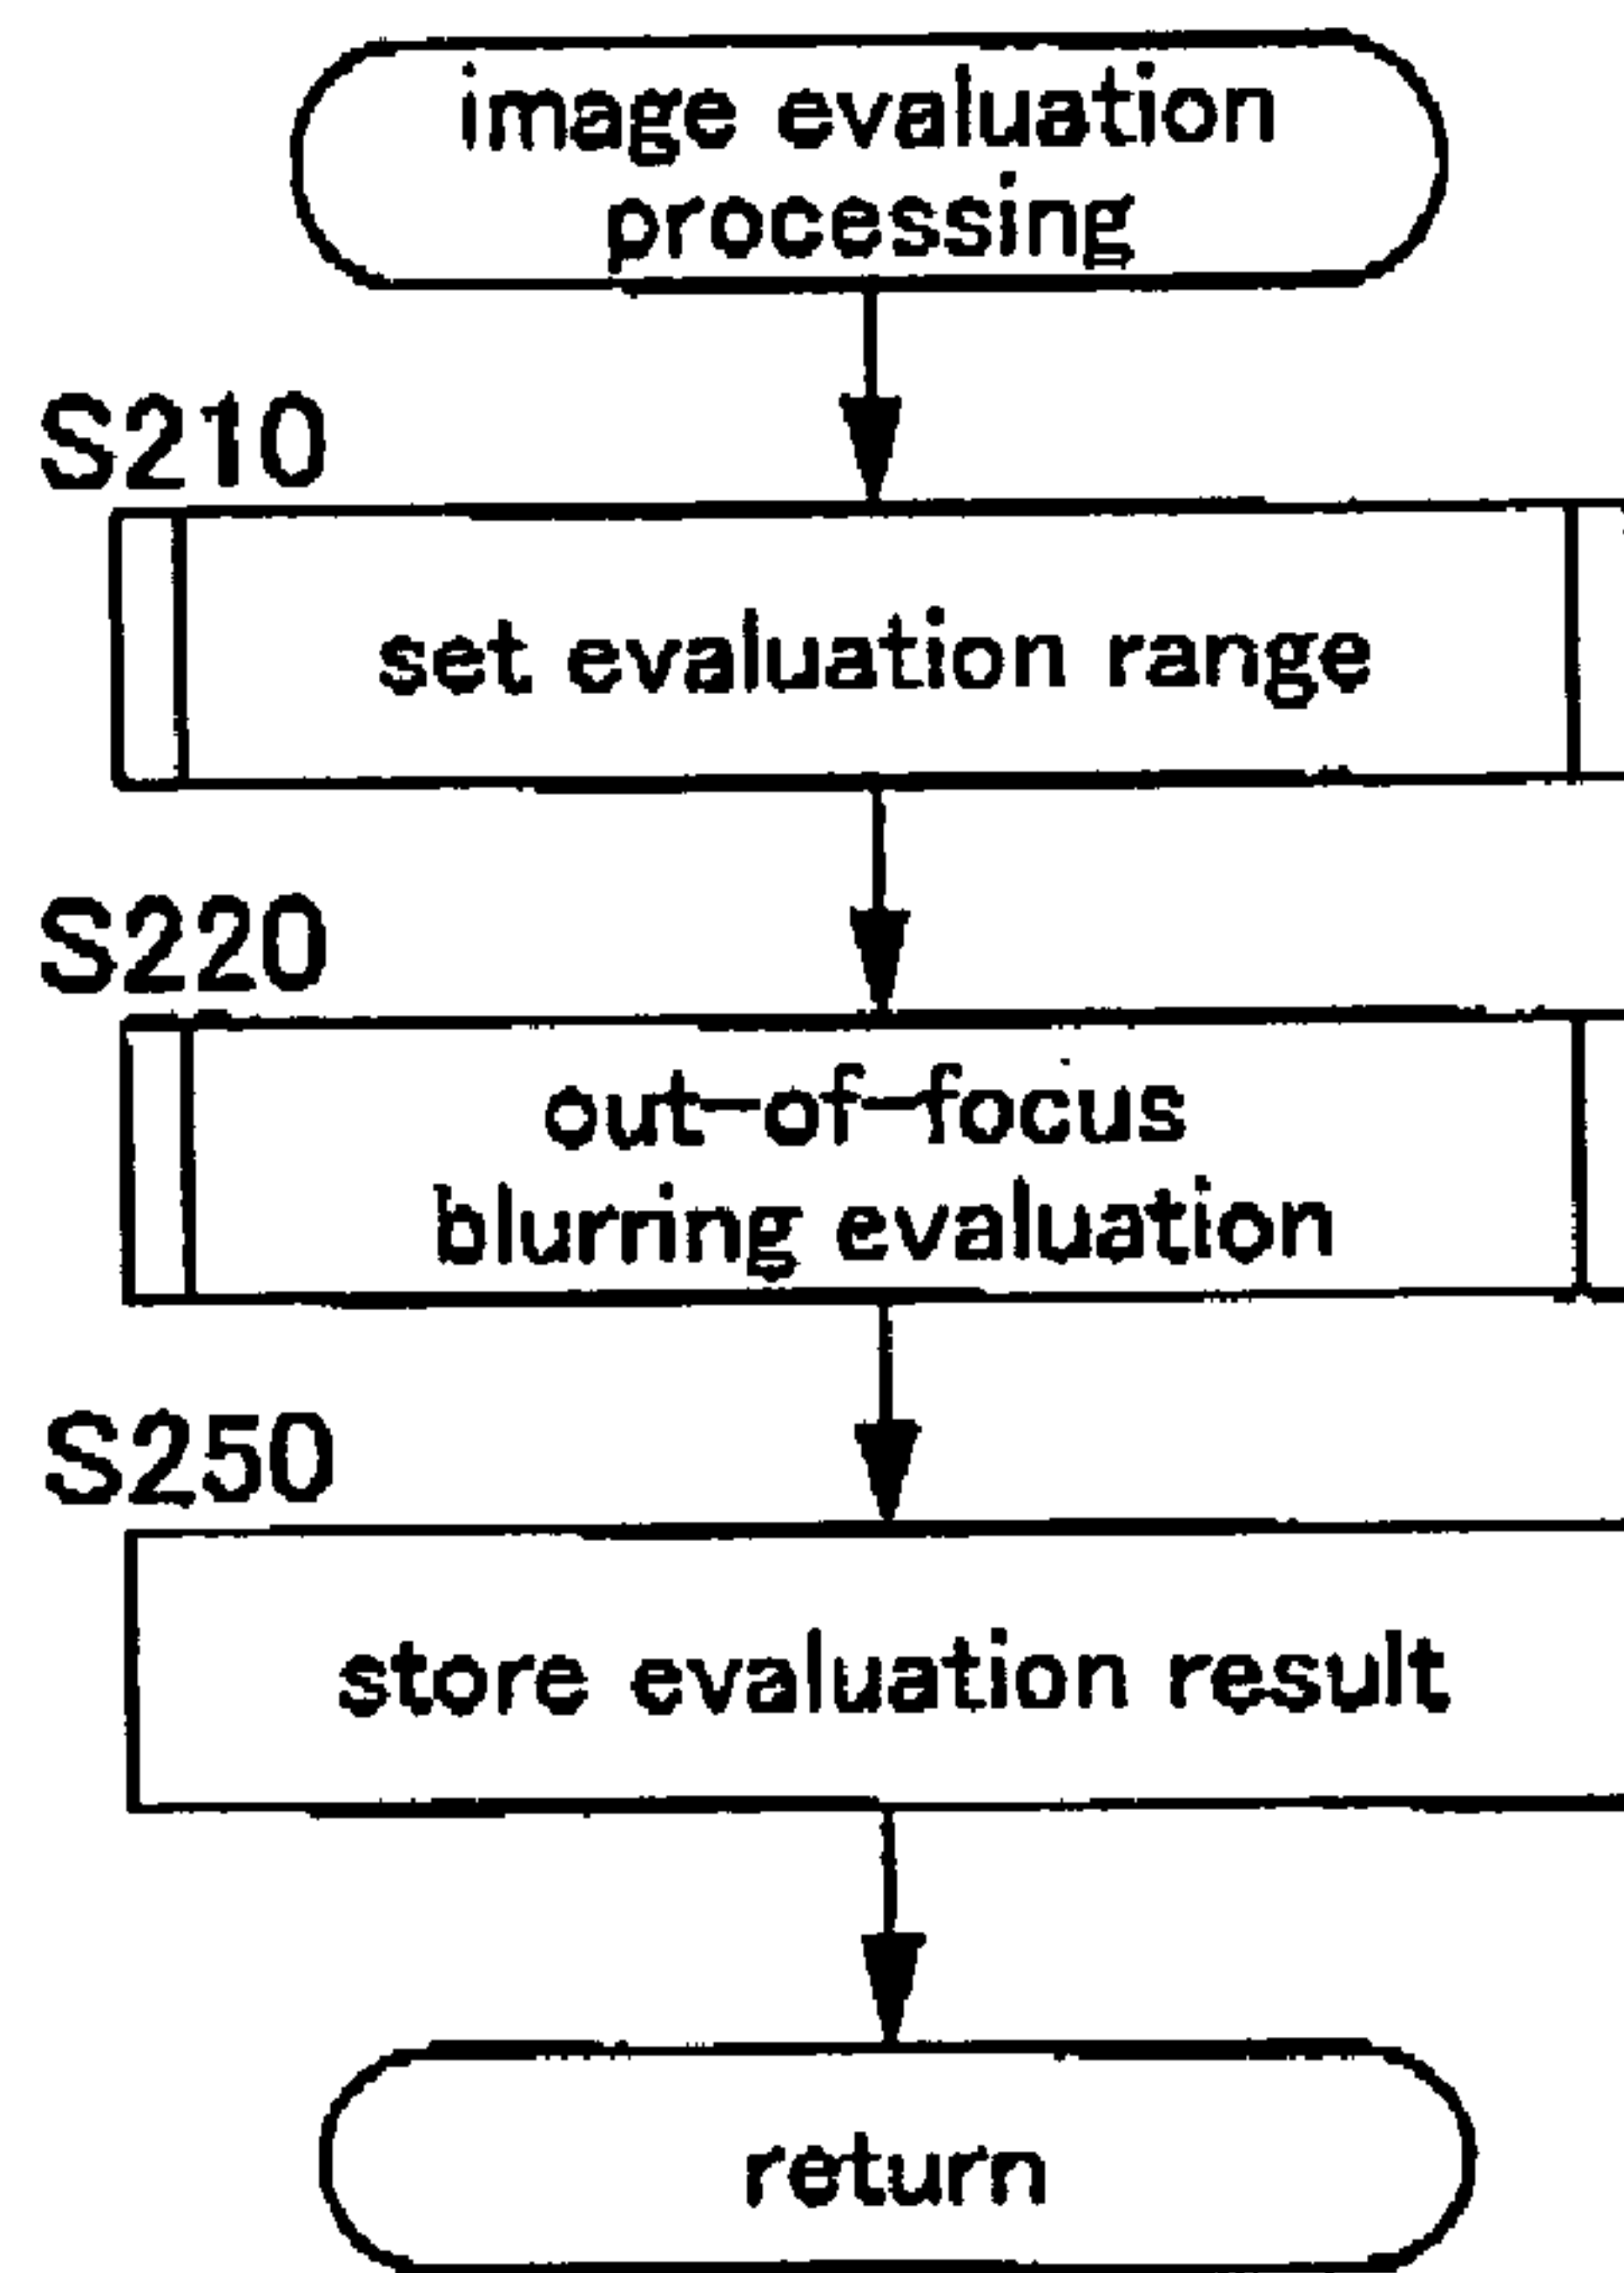 image evaluation
processing
S210
set evaluation range
S220
out-of-focus
blurring evaluation
S250
store evaluation result
return